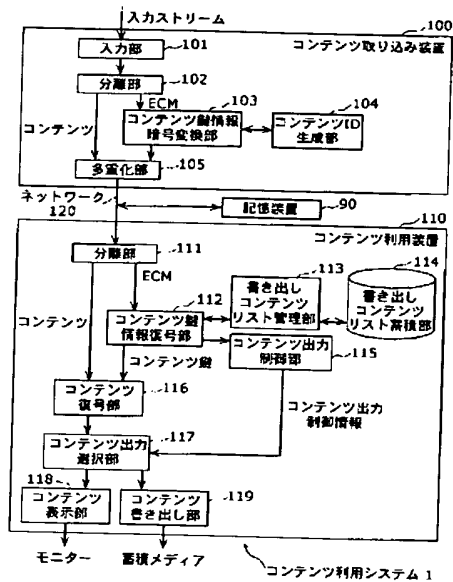 入力ストリーム
100
入力部
101
コンテンツ取り込み装置
分離部
102
ECM
103
104
コンテンツ
コンテンツ鍵情報
暗号変換部
コンテンツID
生成部
多重化部
105
ネットワーク
120
記憶装置
90
110
分離部
111
コンテンツ利用装置
ECM
113
114
112
書き出し
コンテンツ
リスト管理部
書き出し
コンテンツ
リスト蓄積部
コンテンツ
コンテンツ鍵
情報復号部
コンテンツ出力
制御部
115
コンテンツ鍵
コンテンツ
復号部
116
コンテンツ出力
制御情報
コンテンツ出力
選択部
117
118
コンテンツ
表示部
コンテンツ
書き出し部
119
モニター
蓄積メディア
コンテンツ利用システム 1